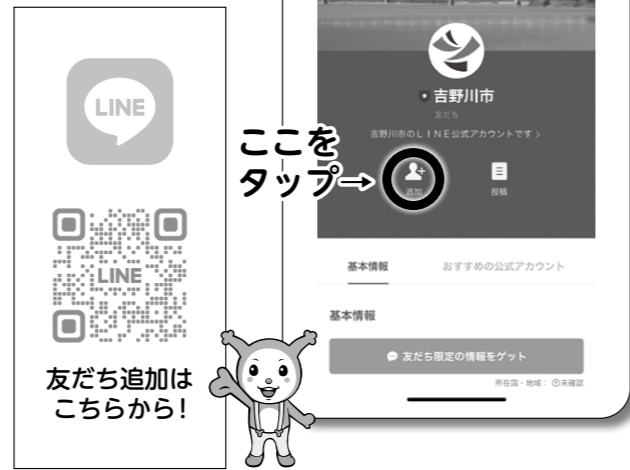 LINE
LINE
友だち追加は
こちらから！
ここを
タップ→
吉野川市
友だち
吉野川市のＬＩＮＥ公式アカウントです >
追加
投稿
基本情報
おすすめの公式アカウント
基本情報
友だち限定の情報をゲット
所在国・地域： ?未確認